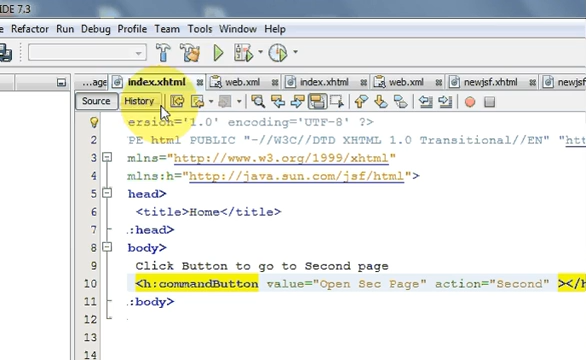 IDE 7.3
Refactor Run Debug Profile Team Tools Window Help
...age index.xhtml web.xml index.xhtml web.xml newjsf.xhtml newjsf
Source History
ersion='1.0' encoding='UTF-8' ?>
2 PE html PUBLIC "-//W3C//DTD XHTML 1.0 Transitional//EN" "htt
3 mlns="http://www.w3.org/1999/xhtml"
4 mlns:h="http://java.sun.com/jsf/html">
5 head>
6 <title>Home</title>
7 head>
8 body>
9 Click Button to go to Second page
10 <h:commandButton value="Open Sec Page" action="Second" ></h
11 body>
12
13
14